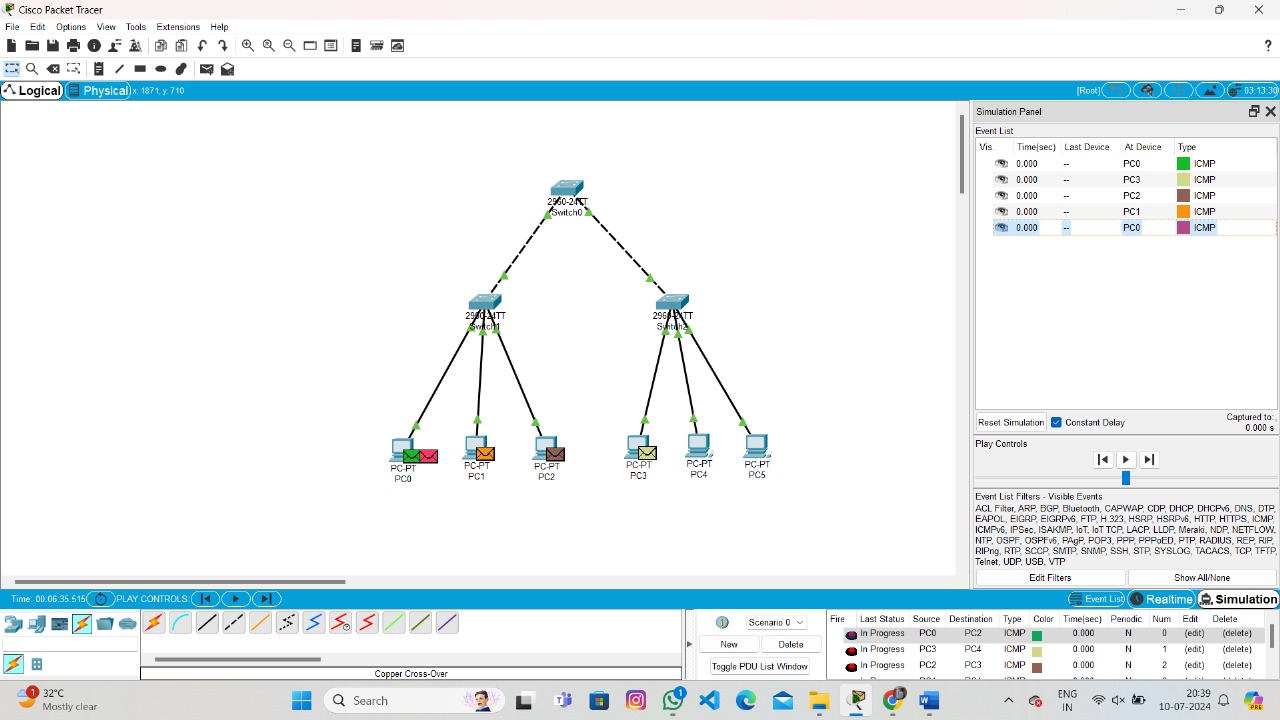 Cisco Packet Tracer
File Edit Options View Tools Extensions Help
?
Logical Physical x: 1871, y: 710 [Root] 03:13:30
Simulation Panel
Event List
Vis. Time(sec) Last Device At Device Type
0.000 -- PC0 ICMP
0.000 -- PC3 ICMP
0.000 -- PC2 ICMP
0.000 -- PC1 ICMP
0.000 -- PC0 ICMP
2960-24TT
Switch0
2960-24TT
Switch1
2960-24TT
Switch2
PC-PT
PC0
PC-PT
PC1
PC-PT
PC2
PC-PT
PC3
PC-PT
PC4
PC-PT
PC5
Reset Simulation Constant Delay Captured to:
0.000 s
Play Controls
Event List Filters - Visible Events
ACL Filter, ARP, BGP, Bluetooth, CAPWAP, CDP, DHCP, DHCPv6, DNS, DTP,
EAPOL, EIGRP, EIGRPv6, FTP, H.323, HSRP, HSRPv6, HTTP, HTTPS, ICMP,
ICMPv6, IPSec, ISAKMP, IoT, IoT TCP, LACP, LLDP, Meraki, NDP, NETFLOW,
NTP, OSPF, OSPFv6, PAgP, POP3, PPP, PPPoED, PTP, RADIUS, REP, RIP,
RIPng, RTP, SCCP, SMTP, SNMP, SSH, STP, SYSLOG, TACACS, TCP, TFTP,
Telnet, UDP, USB, VTP
Edit Filters Show All/None
Time: 00:06:35.515 PLAY CONTROLS: Event List Realtime Simulation
Scenario 0
New Delete
Toggle PDU List Window
Fire Last Status Source Destination Type Color Time(sec) Periodic Num Edit Delete
In Progress PC0 PC2 ICMP 0.000 N 0 (edit) (delete)
In Progress PC3 PC4 ICMP 0.000 N 1 (edit) (delete)
In Progress PC2 PC3 ICMP 0.000 N 2 (edit) (delete)
Copper Cross-Over
1
32°C
Mostly clear
Search
1
ENG
IN
20:39
10-07-2024
PRE